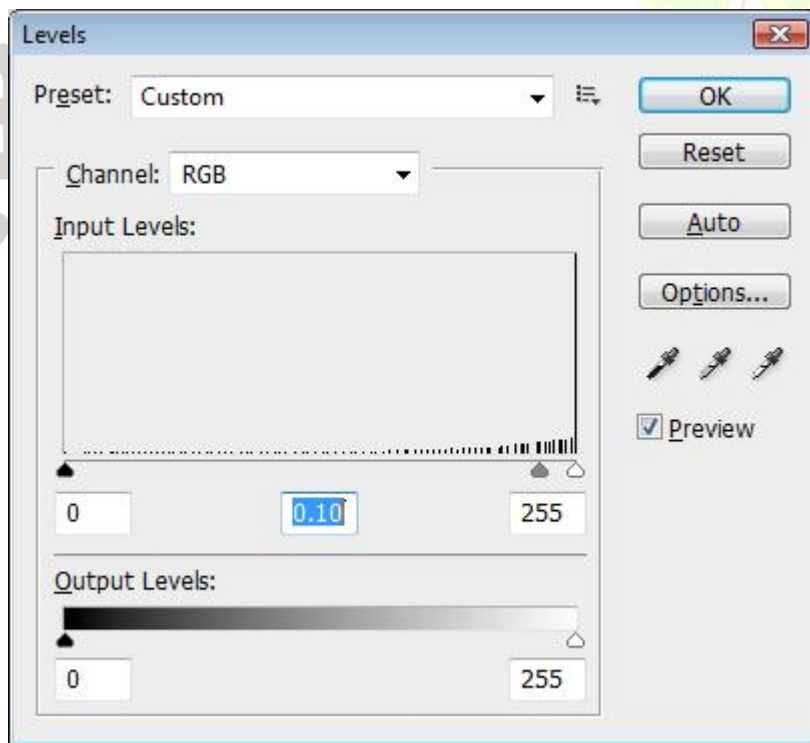 Levels
Preset: Custom
OK
Reset
Channel: RGB
Input Levels:
Auto
Options...
Preview
0 0.10 255
Output Levels:
0 255